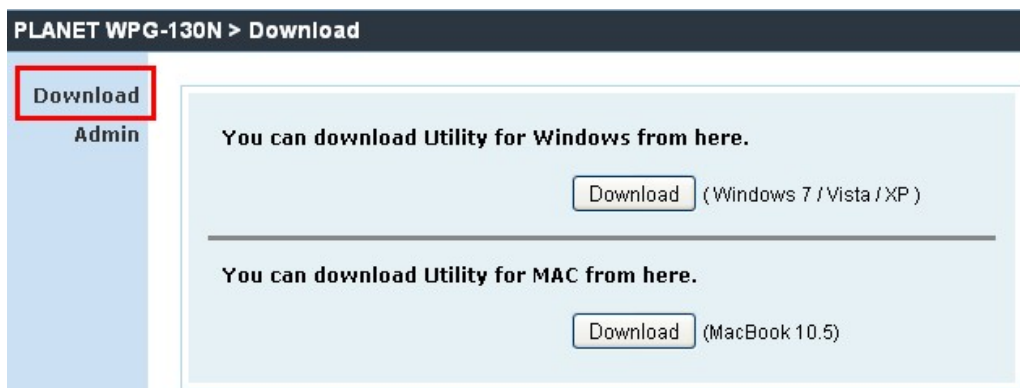 PLANET WPG-130N > Download
Download
Admin
You can download Utility for Windows from here.
Download ( Windows 7 / Vista / XP )
You can download Utility for MAC from here.
Download (MacBook 10.5)